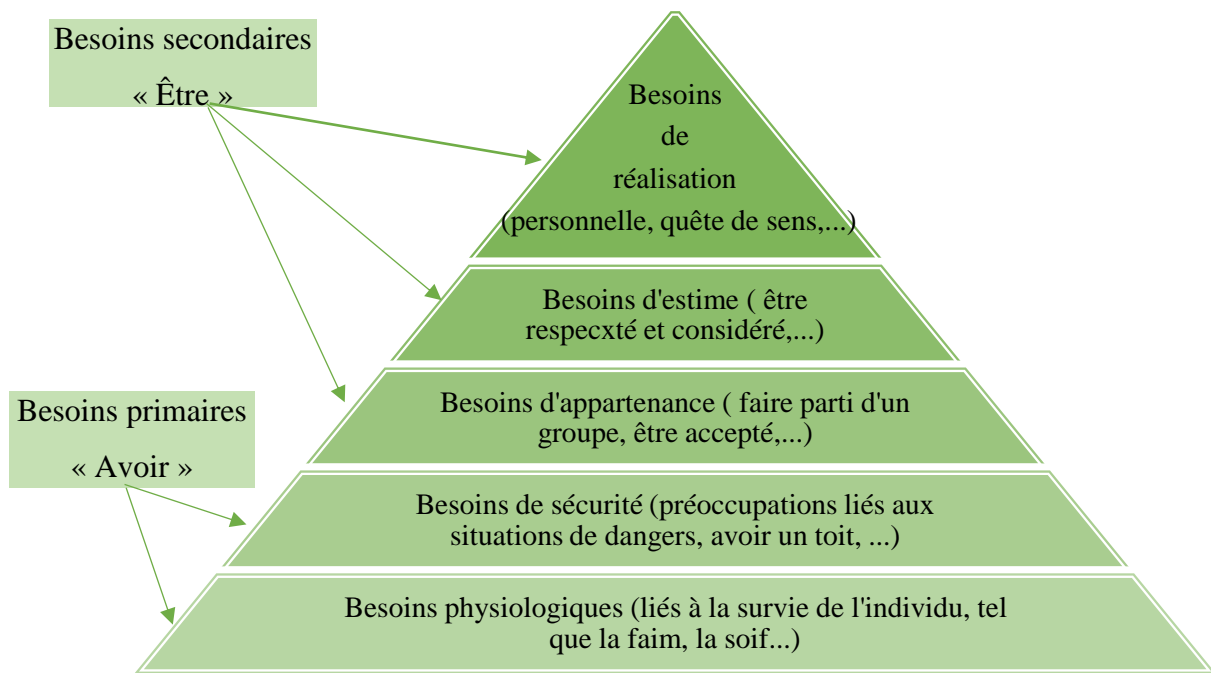 Besoins secondaires
« Être »
Besoins
de
réalisation
(personnelle, quête de sens,...)
Besoins d'estime ( être
respecxté et considéré,...)
Besoins primaires
« Avoir »
Besoins d'appartenance ( faire parti d'un
groupe, être accepté,...)
Besoins de sécurité (préoccupations liés aux
situations de dangers, avoir un toit, ...)
Besoins physiologiques (liés à la survie de l'individu, tel
que la faim, la soif...)